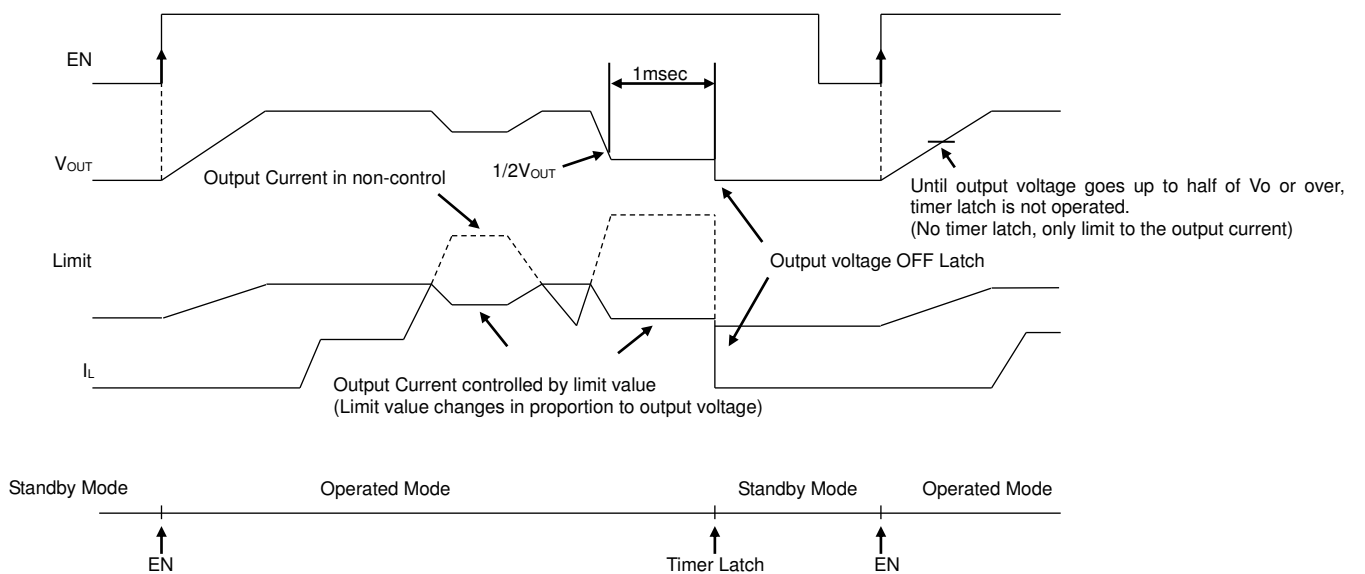 EN
1msec
VOUT
1/2VOUT
Output Current in non-control
Until output voltage goes up to half of Vo or over,
timer latch is not operated.
(No timer latch, only limit to the output current)
Limit
Output voltage OFF Latch
IL
Output Current controlled by limit value
(Limit value changes in proportion to output voltage)
Standby Mode
Operated Mode
Standby Mode
Operated Mode
EN
Timer Latch
EN